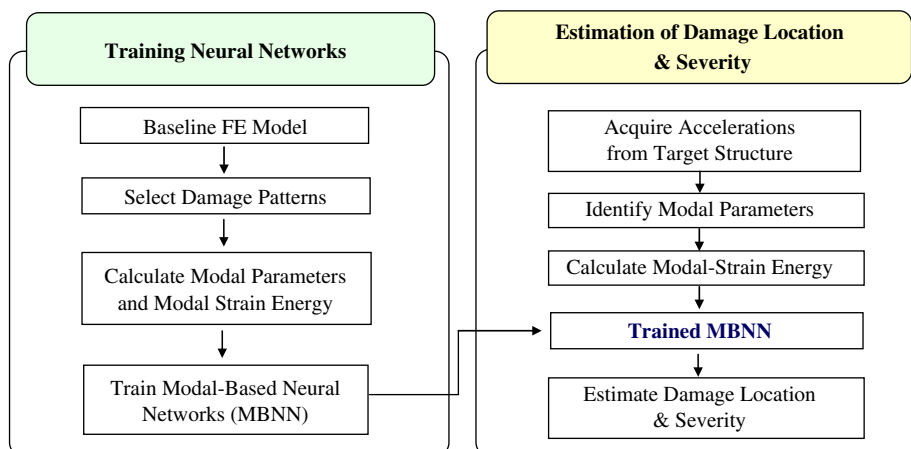 Training Neural Networks
Baseline FE Model
Select Damage Patterns
Calculate Modal Parameters
and Modal Strain Energy
Train Modal-Based Neural
Networks (MBNN)
Estimation of Damage Location
& Severity
Acquire Accelerations
from Target Structure
Identify Modal Parameters
Calculate Modal-Strain Energy
Trained MBNN
Estimate Damage Location
& Severity